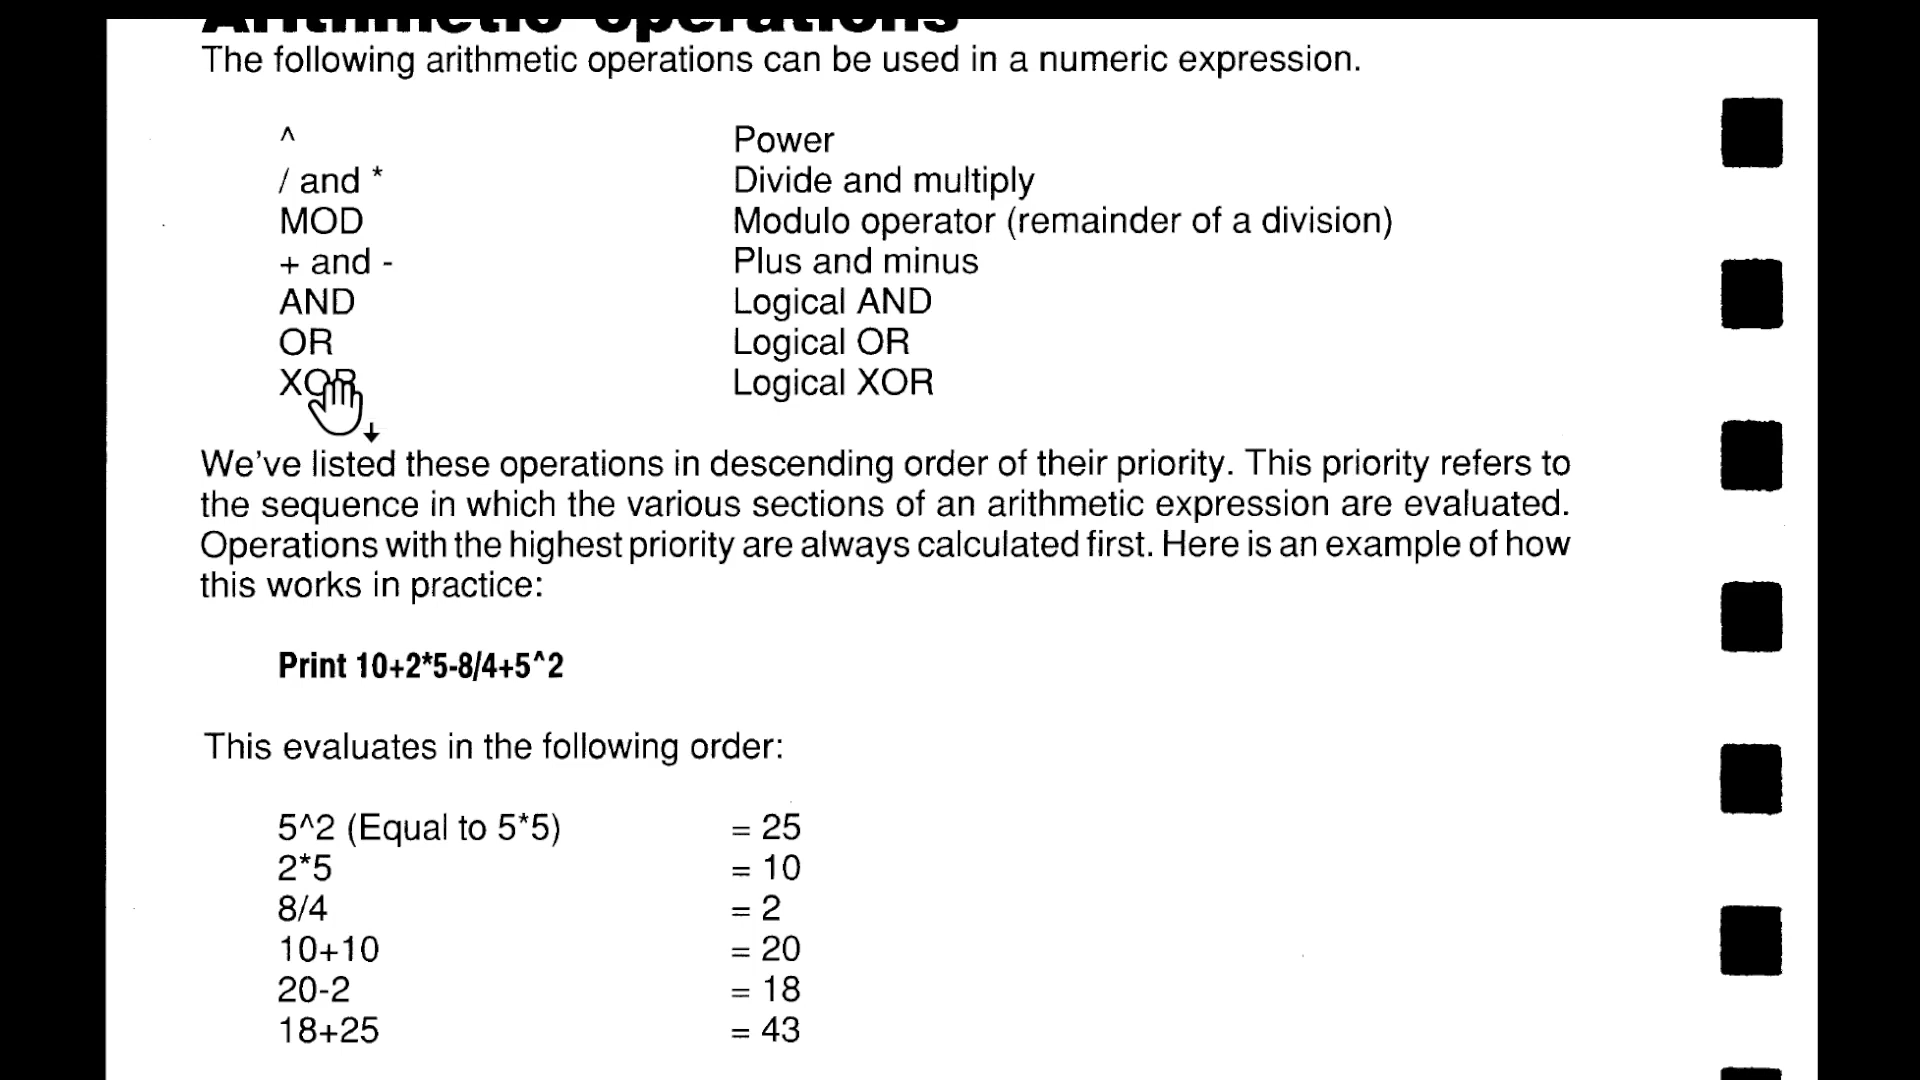 Arithmetic operations
The following arithmetic operations can be used in a numeric expression.
^ Power
/ and * Divide and multiply
MOD Modulo operator (remainder of a division)
+ and - Plus and minus
AND Logical AND
OR Logical OR
XOR Logical XOR
We've listed these operations in descending order of their priority. This priority refers to
the sequence in which the various sections of an arithmetic expression are evaluated.
Operations with the highest priority are always calculated first. Here is an example of how
this works in practice:
Print 10+2*5-8/4+5^2
This evaluates in the following order:
5^2 (Equal to 5*5) = 25
2*5 = 10
8/4 = 2
10+10 = 20
20-2 = 18
18+25 = 43